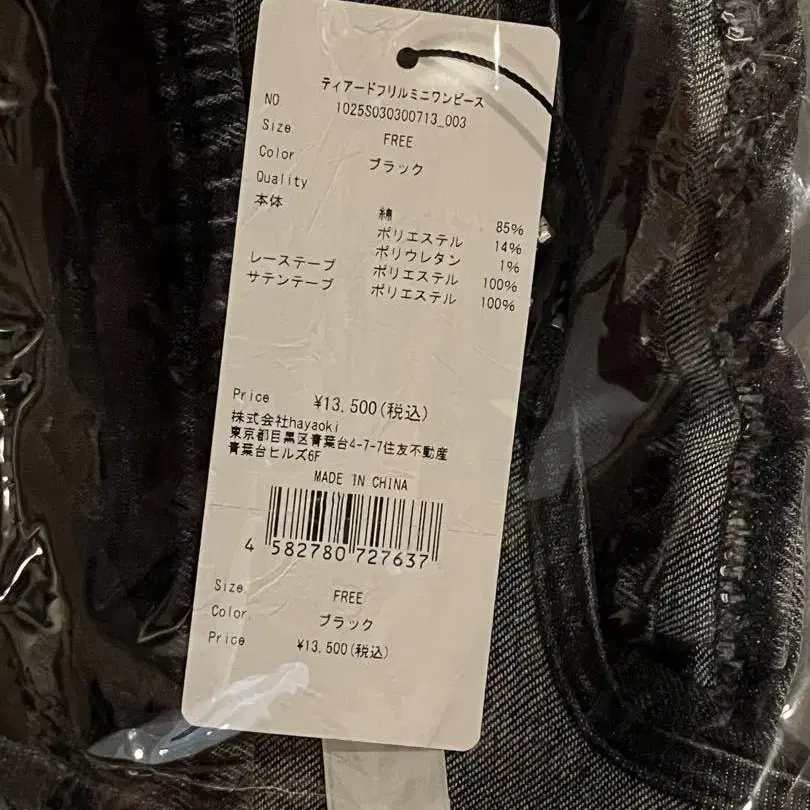 ティアードフリルミニワンピース
NO. 1025S030300713_003
Size FREE
Color ブラック
Quality
本体 綿 85%
ポリエステル 14%
ポリウレタン 1%
レーステープ ポリエステル 100%
サテンテープ ポリエステル 100%
Price ¥13,500(税込)
株式会社hayaoki
東京都目黒区青葉台4-7-7住友不動産
青葉台ヒルズ6F
MADE IN CHINA
4 582780 727637
Size FREE
Color ブラック
Price ¥13,500(税込)